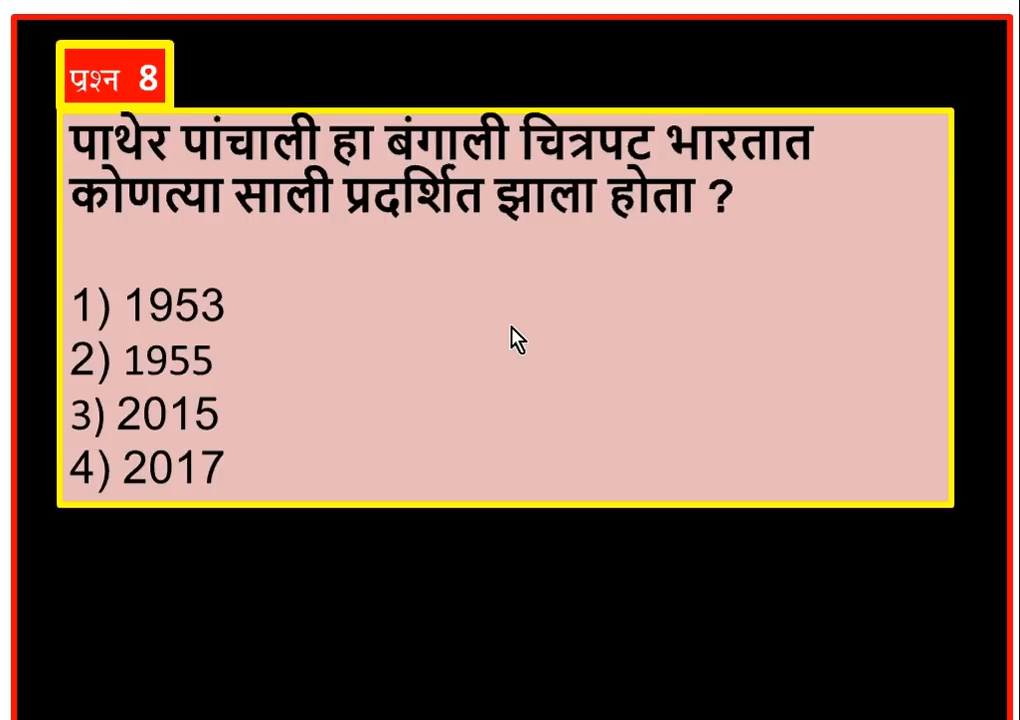 प्रश्न 8
पाथेर पांचाली हा बंगाली चित्रपट भारतात
कोणत्या साली प्रदर्शित झाला होता ?
1) 1953
2) 1955
3) 2015
4) 2017